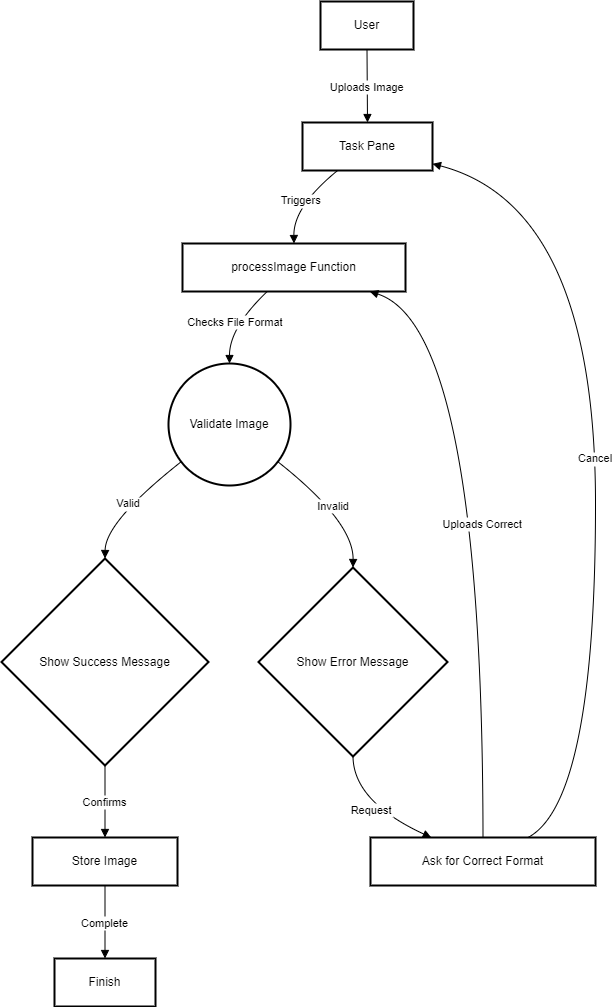 User
Uploads Image
Task Pane
Triggers
processImage Function
Checks File Format
Validate Image
Valid
Invalid
Cancel
Uploads Correct
Show Success Message
Show Error Message
Confirms
Request
Store Image
Ask for Correct Format
Complete
Finish